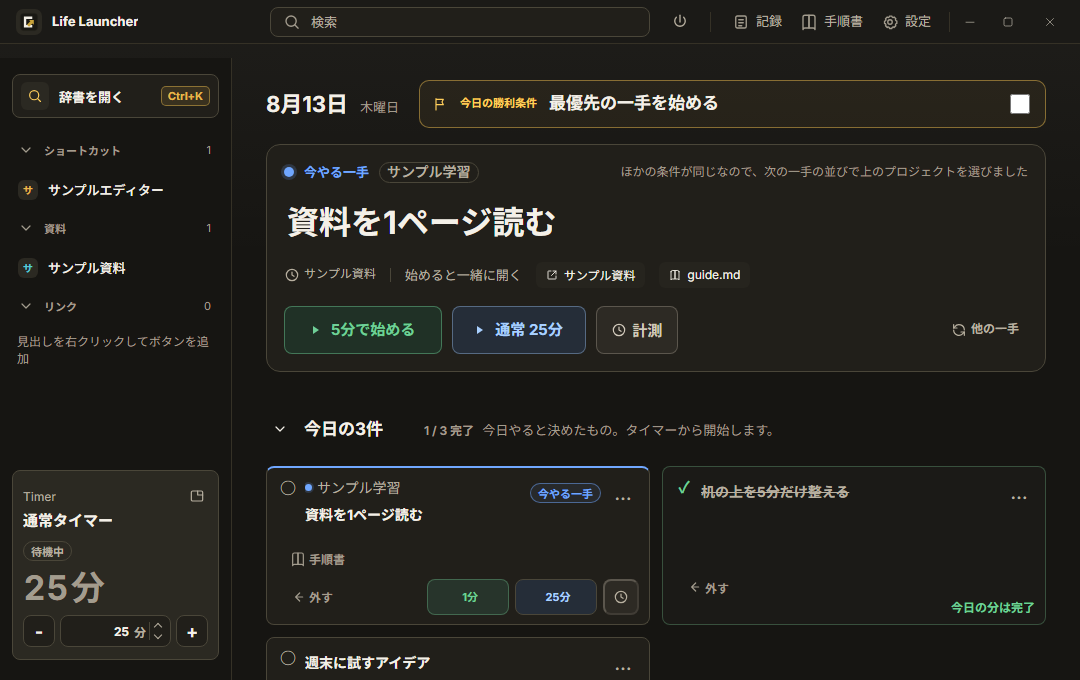 Life Launcher
検索
記録
手順書
設定
辞書を開く
Ctrl+K
ショートカット
1
サ
サンプルエディター
資料
1
サ
サンプル資料
リンク
0
見出しを右クリックしてボタンを追
加
Timer
通常タイマー
待機中
25分
-
25 分
+
8月13日
木曜日
今日の勝利条件
最優先の一手を始める
今やる一手
サンプル学習
ほかの条件が同じなので、次の一手の並びで上のプロジェクトを選びました
資料を1ページ読む
サンプル資料
始めると一緒に開く
サンプル資料
guide.md
5分で始める
通常 25分
計測
他の一手
今日の3件
1 / 3 完了
今日やると決めたもの。タイマーから開始します。
サンプル学習
今やる一手
...
資料を1ページ読む
手順書
← 外す
1分
25分
✓
机の上を5分だけ整える
...
← 外す
今日の分は完了
週末に試すアイデア
...